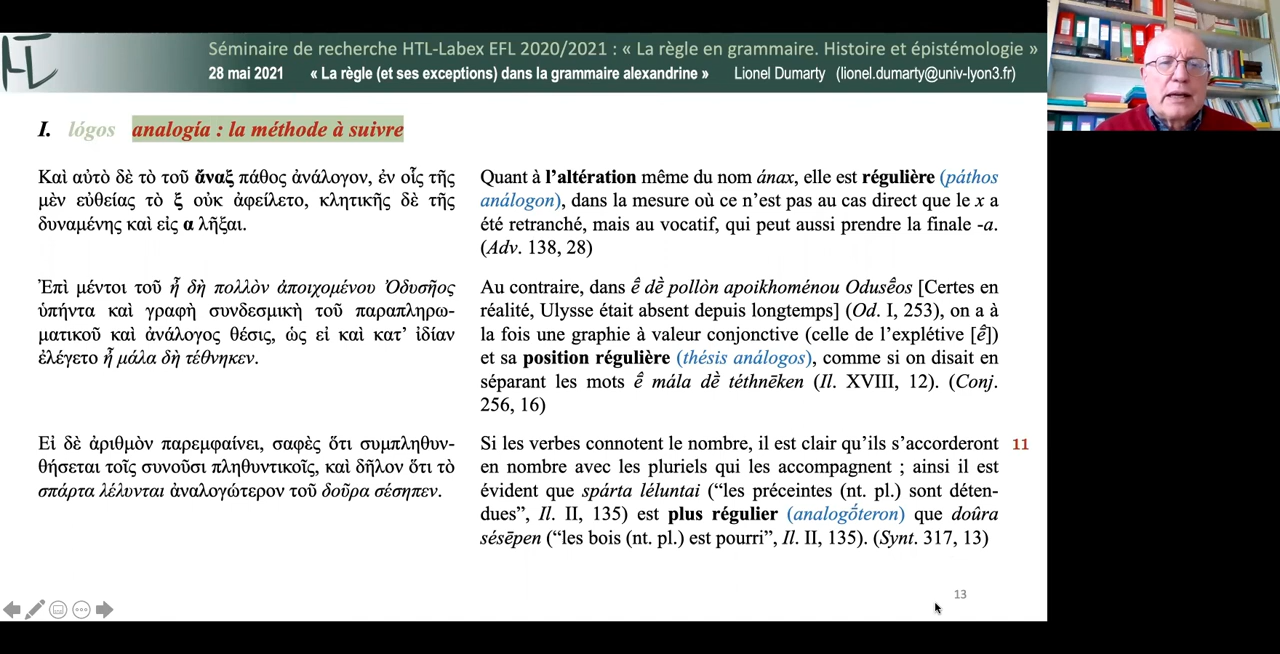 HTL
Séminaire de recherche HTL-Labex EFL 2020/2021 : « La règle en grammaire. Histoire et épistémologie »
28 mai 2021 « La règle (et ses exceptions) dans la grammaire alexandrine » Lionel Dumarty (lionel.dumarty@univ-lyon3.fr)
I. lógos analogía : la méthode à suivre
Καὶ αὐτὸ δὲ τὸ τοῦ ἄναξ πάθος ἀνάλογον, ἐν οἷς τῆς
μὲν εὐθείας τὸ ξ οὐκ ἀφείλετο, κλητικῆς δὲ τῆς
δυναμένης καὶ εἰς α λῆξαι.
Quant à l’altération même du nom ánax, elle est régulière (páthos
análogon), dans la mesure où ce n’est pas au cas direct que le x a
été retranché, mais au vocatif, qui peut aussi prendre la finale -a.
(Adv. 138, 28)
Ἐπὶ μέντοι τοῦ ἦ δὴ πολλὸν ἀποιχομένου Ὀδυσῆος
ὑπήντα καὶ γραφὴ συνδεσμικὴ τοῦ παραπληρω-
ματικοῦ καὶ ἀνάλογος θέσις, ὡς εἰ καὶ κατ’ ἰδίαν
ἐλέγετο ἦ μάλα δὴ τέθνηκεν.
Au contraire, dans ễ dḕ pollòn apoikhoménou Odusễos [Certes en
réalité, Ulysse était absent depuis longtemps] (Od. I, 253), on a à
la fois une graphie à valeur conjonctive (celle de l’explétive [ễ])
et sa position régulière (thésis análogos), comme si on disait en
séparant les mots ễ mála dḕ téthnēken (Il. XVIII, 12). (Conj.
256, 16)
Εἰ δὲ ἀριθμὸν παρεμφαίνει, σαφὲς ὅτι συμπληθυν-
θήσεται τοῖς συνοῦσι πληθυντικοῖς, καὶ δῆλον ὅτι τὸ
σπάρτα λέλυνται ἀναλογώτερον τοῦ δοῦρα σέσηπεν.
Si les verbes connotent le nombre, il est clair qu’ils s’accorderont 11
en nombre avec les pluriels qui les accompagnent ; ainsi il est
évident que spárta léluntai (“les préceintes (nt. pl.) sont déten-
dues”, Il. II, 135) est plus régulier (analogṓteron) que doûra
sésēpen (“les bois (nt. pl.) est pourri”, Il. II, 135). (Synt. 317, 13)
13